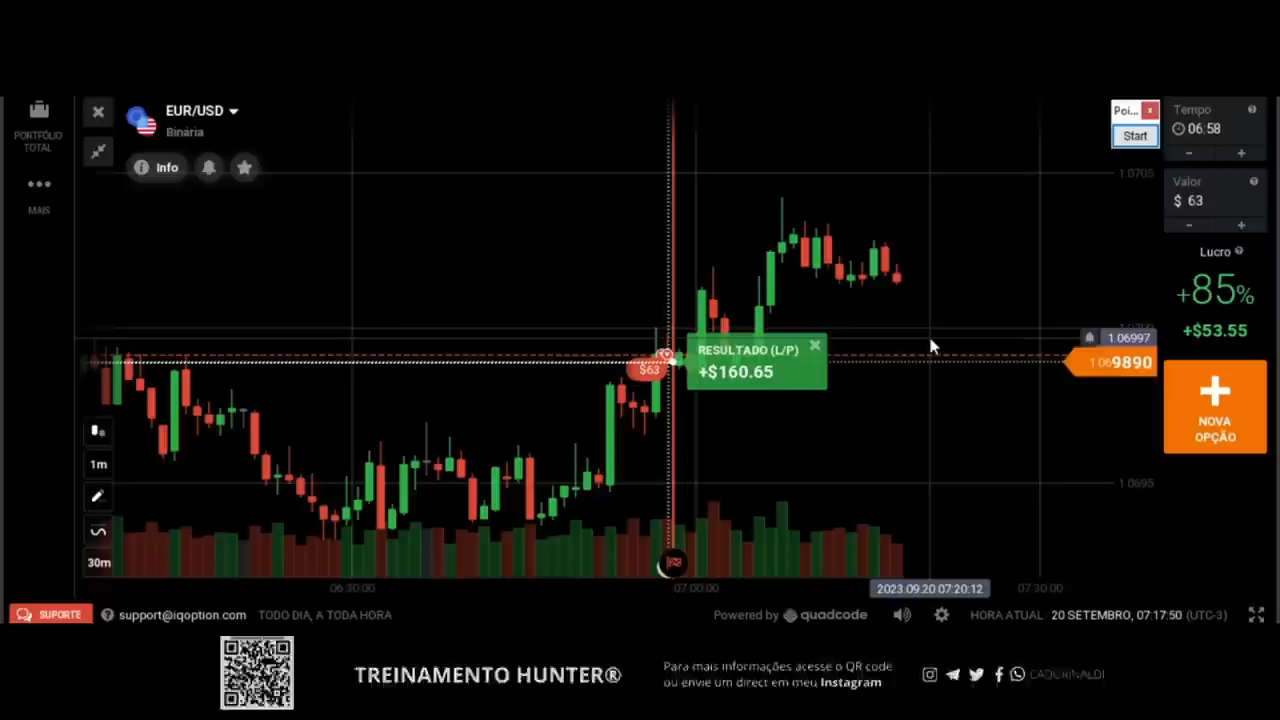 PORTFÓLIO
TOTAL
MAIS
EUR/USD
Binária
Info
Poi... x
Start
Tempo
06:58
- +
Valor
$ 63
- +
Lucro
+85%
+$53.55
NOVA
OPÇÃO
1.0705
1.06997
1.069890
1.0695
$63
RESULTADO (L/P)
+$160.65
1m
30m
06:30:00
07:00:00
2023.09.20 07:20:12
07:30:00
SUPORTE
support@iqoption.com
TODO DIA, A TODA HORA
Powered by quadcode
HORA ATUAL 20 SETEMBRO, 07:17:50 (UTC-3)
TREINAMENTO HUNTER®
Para mais informações acesse o QR code
ou envie um direct em meu Instagram
CADURINALDI